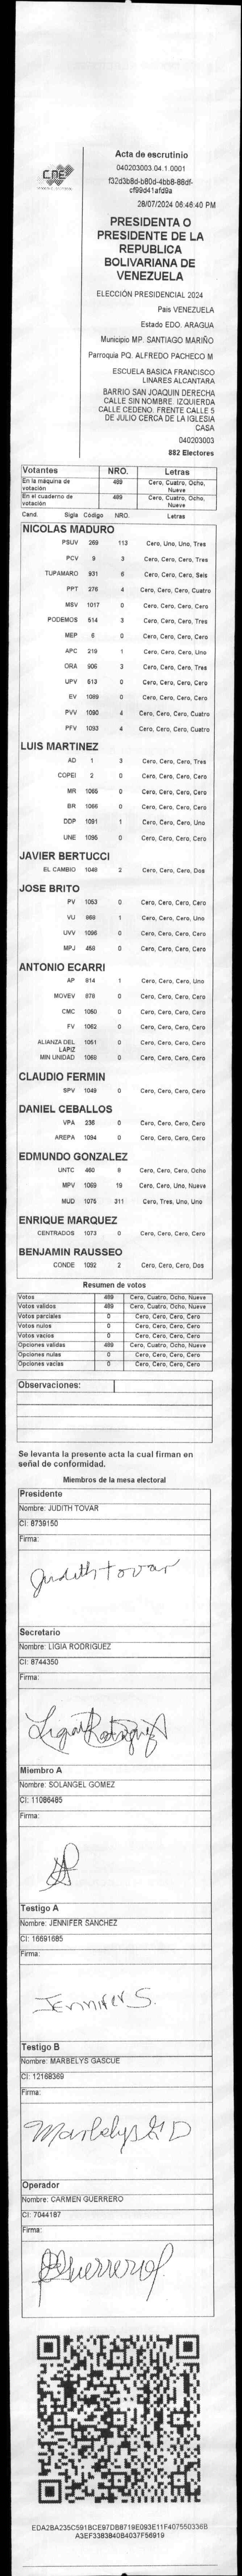 CNE
Acta de escrutinio
040203003.04.1.0001
f32d3b8d-b80d-4bb8-88df-
cf99d41afd9a
28/07/2024 06:46:40 PM
PRESIDENTA O
PRESIDENTE DE LA
REPUBLICA
BOLIVARIANA DE
VENEZUELA
ELECCIÓN PRESIDENCIAL 2024
Pais VENEZUELA
Estado EDO. ARAGUA
Municipio MP. SANTIAGO MARIÑO
Parroquia PQ. ALFREDO PACHECO M
ESCUELA BASICA FRANCISCO
LINARES ALCANTARA
BARRIO SAN JOAQUIN DERECHA
CALLE SIN NOMBRE. IZQUIERDA
CALLE CEDENO. FRENTE CALLE 5
DE JULIO CERCA DE LA IGLESIA
CASA
040203003
882 Electores
Votantes NRO. Letras
En la máquina de votación 489 Cero, Cuatro, Ocho, Nueve
En el cuaderno de votación 489 Cero, Cuatro, Ocho, Nueve
Cand. Sigla Código NRO. Letras
NICOLAS MADURO
PSUV 269 113 Cero, Uno, Uno, Tres
PCV 9 3 Cero, Cero, Cero, Tres
TUPAMARO 931 6 Cero, Cero, Cero, Seis
PPT 276 4 Cero, Cero, Cero, Cuatro
MSV 1017 0 Cero, Cero, Cero, Cero
PODEMOS 514 3 Cero, Cero, Cero, Tres
MEP 6 0 Cero, Cero, Cero, Cero
APC 219 1 Cero, Cero, Cero, Uno
ORA 906 3 Cero, Cero, Cero, Tres
UPV 613 0 Cero, Cero, Cero, Cero
EV 1089 0 Cero, Cero, Cero, Cero
PVV 1090 4 Cero, Cero, Cero, Cuatro
PFV 1093 4 Cero, Cero, Cero, Cuatro
LUIS MARTINEZ
AD 1 3 Cero, Cero, Cero, Tres
COPEI 2 0 Cero, Cero, Cero, Cero
MR 1065 0 Cero, Cero, Cero, Cero
BR 1066 0 Cero, Cero, Cero, Cero
DDP 1091 1 Cero, Cero, Cero, Uno
UNE 1095 0 Cero, Cero, Cero, Cero
JAVIER BERTUCCI
EL CAMBIO 1048 2 Cero, Cero, Cero, Dos
JOSE BRITO
PV 1053 0 Cero, Cero, Cero, Cero
VU 969 1 Cero, Cero, Cero, Uno
UVV 1096 0 Cero, Cero, Cero, Cero
MPJ 458 0 Cero, Cero, Cero, Cero
ANTONIO ECARRI
AP 814 1 Cero, Cero, Cero, Uno
MOVEV 878 0 Cero, Cero, Cero, Cero
CMC 1080 0 Cero, Cero, Cero, Cero
FV 1062 0 Cero, Cero, Cero, Cero
ALIANZA DEL LAPIZ 1051 0 Cero, Cero, Cero, Cero
MIN UNIDAD 1068 0 Cero, Cero, Cero, Cero
CLAUDIO FERMIN
SPV 1049 0 Cero, Cero, Cero, Cero
DANIEL CEBALLOS
VPA 236 0 Cero, Cero, Cero, Cero
AREPA 1094 0 Cero, Cero, Cero, Cero
EDMUNDO GONZALEZ
UNTC 460 8 Cero, Cero, Cero, Ocho
MPV 1069 19 Cero, Cero, Uno, Nueve
MUD 1076 311 Cero, Tres, Uno, Uno
ENRIQUE MARQUEZ
CENTRADOS 1073 0 Cero, Cero, Cero, Cero
BENJAMIN RAUSSEO
CONDE 1092 2 Cero, Cero, Cero, Dos
Resumen de votos
Votos 489 Cero, Cuatro, Ocho, Nueve
Votos validos 489 Cero, Cuatro, Ocho, Nueve
Votos parciales 0 Cero, Cero, Cero, Cero
Votos nulos 0 Cero, Cero, Cero, Cero
Votos vacios 0 Cero, Cero, Cero, Cero
Opciones validas 489 Cero, Cuatro, Ocho, Nueve
Opciones nulas 0 Cero, Cero, Cero, Cero
Opciones vacías 0 Cero, Cero, Cero, Cero
Observaciones:
Se levanta la presente acta la cual firman en
señal de conformidad.
Miembros de la mesa electoral
Presidente
Nombre: JUDITH TOVAR
CI: 8739150
Firma:
Judith tovar
Secretario
Nombre: LIGIA RODRIGUEZ
CI: 8744350
Firma:
Miembro A
Nombre: SOLANGEL GOMEZ
CI: 11086485
Firma:
Testigo A
Nombre: JENNIFER SANCHEZ
CI: 16691685
Firma:
Jennifer S.
Testigo B
Nombre: MARBELYS GASCUE
CI: 12168369
Firma:
Marbelys G D
Operador
Nombre: CARMEN GUERRERO
CI: 7044187
Firma:
EDA2BA235C591BCE97DB8719E093E11F407550336B
A3EF3383840B4037F56919